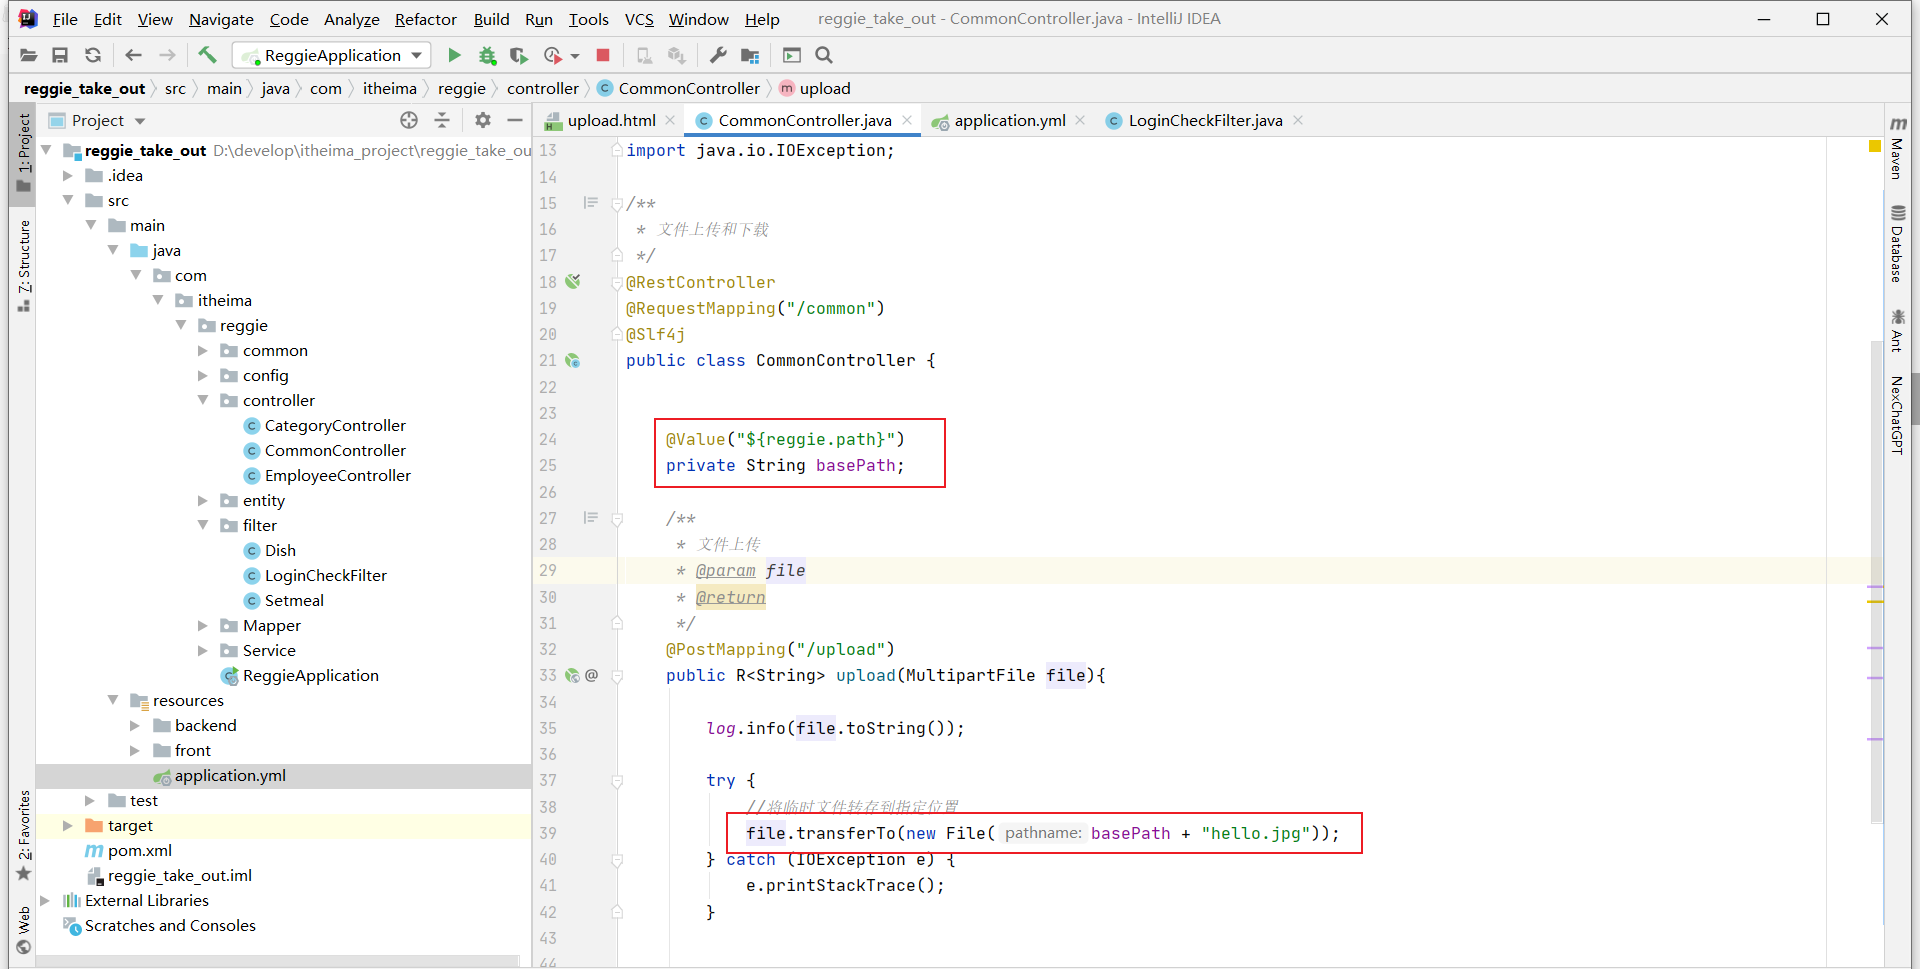 File Edit View Navigate Code Analyze Refactor Build Run Tools VCS Window Help reggie_take_out - CommonController.java - IntelliJ IDEA
ReggieApplication
reggie_take_out src main java com itheima reggie controller CommonController upload
Project
upload.html CommonController.java application.yml LoginCheckFilter.java
1: Project
Z: Structure
2: Favorites
Web
reggie_take_out D:\develop\itheima_project\reggie_take_ou
.idea
src
main
java
com
itheima
reggie
common
config
controller
CategoryController
CommonController
EmployeeController
entity
filter
Dish
LoginCheckFilter
Setmeal
Mapper
Service
ReggieApplication
resources
backend
front
application.yml
test
target
pom.xml
reggie_take_out.iml
External Libraries
Scratches and Consoles
13 import java.io.IOException;
14
15 /**
16 * 文件上传和下载
17 */
18 @RestController
19 @RequestMapping("/common")
20 @Slf4j
21 public class CommonController {
22
23
24 @Value("${reggie.path}")
25 private String basePath;
26
27 /**
28 * 文件上传
29 * @param file
30 * @return
31 */
32 @PostMapping("/upload")
33 @ public R<String> upload(MultipartFile file){
34
35 log.info(file.toString());
36
37 try {
38 //将临时文件转存到指定位置
39 file.transferTo(new File( pathname: basePath + "hello.jpg"));
40 } catch (IOException e) {
41 e.printStackTrace();
42 }
43
44
Maven
Database
Ant
NexChatGPT